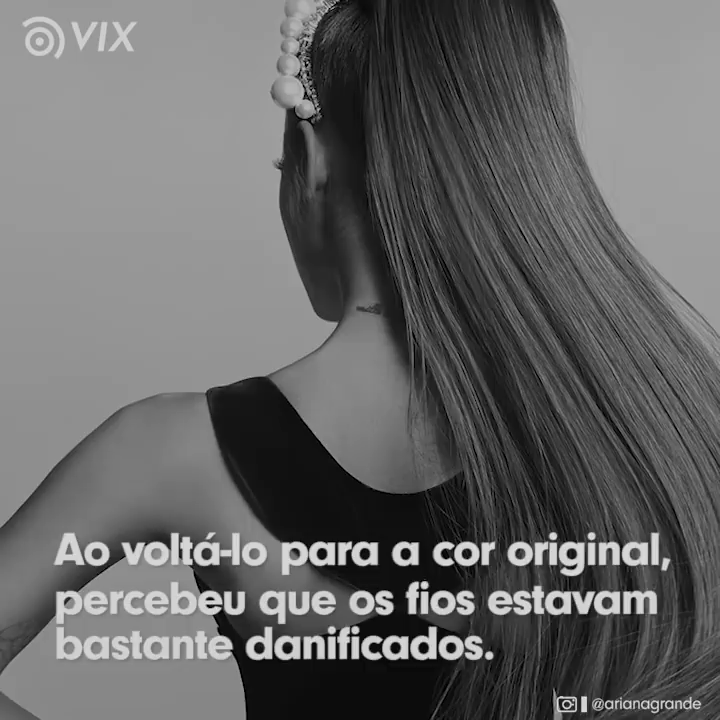 VIX
Ao voltá-lo para a cor original,
percebeu que os fios estavam
bastante danificados.
@arianagrande